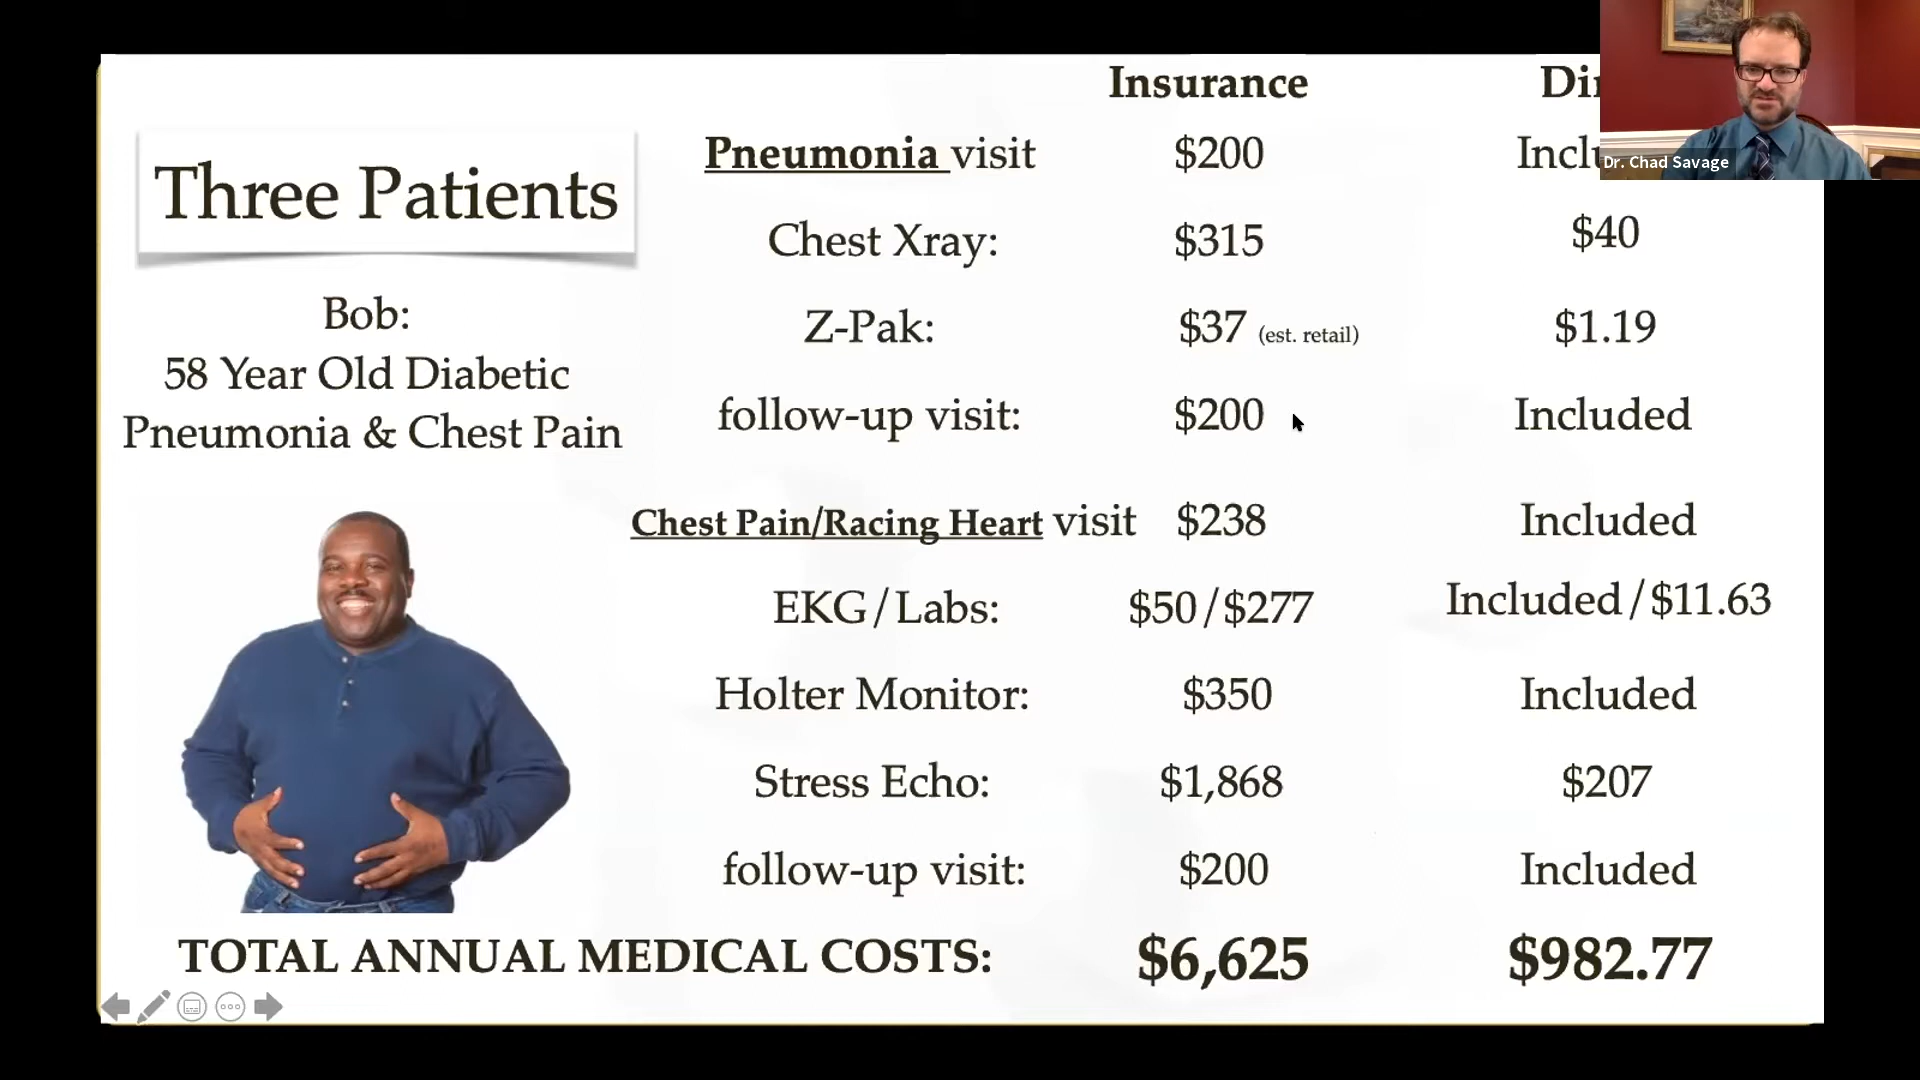 Insurance
Three Patients
Bob:
58 Year Old Diabetic
Pneumonia & Chest Pain
Pneumonia visit $200
Chest Xray: $315 $40
Z-Pak: $37 (est. retail) $1.19
follow-up visit: $200 Included
Chest Pain/Racing Heart visit $238 Included
EKG/Labs: $50/$277 Included/$11.63
Holter Monitor: $350 Included
Stress Echo: $1,868 $207
follow-up visit: $200 Included
TOTAL ANNUAL MEDICAL COSTS: $6,625 $982.77
Dr. Chad Savage